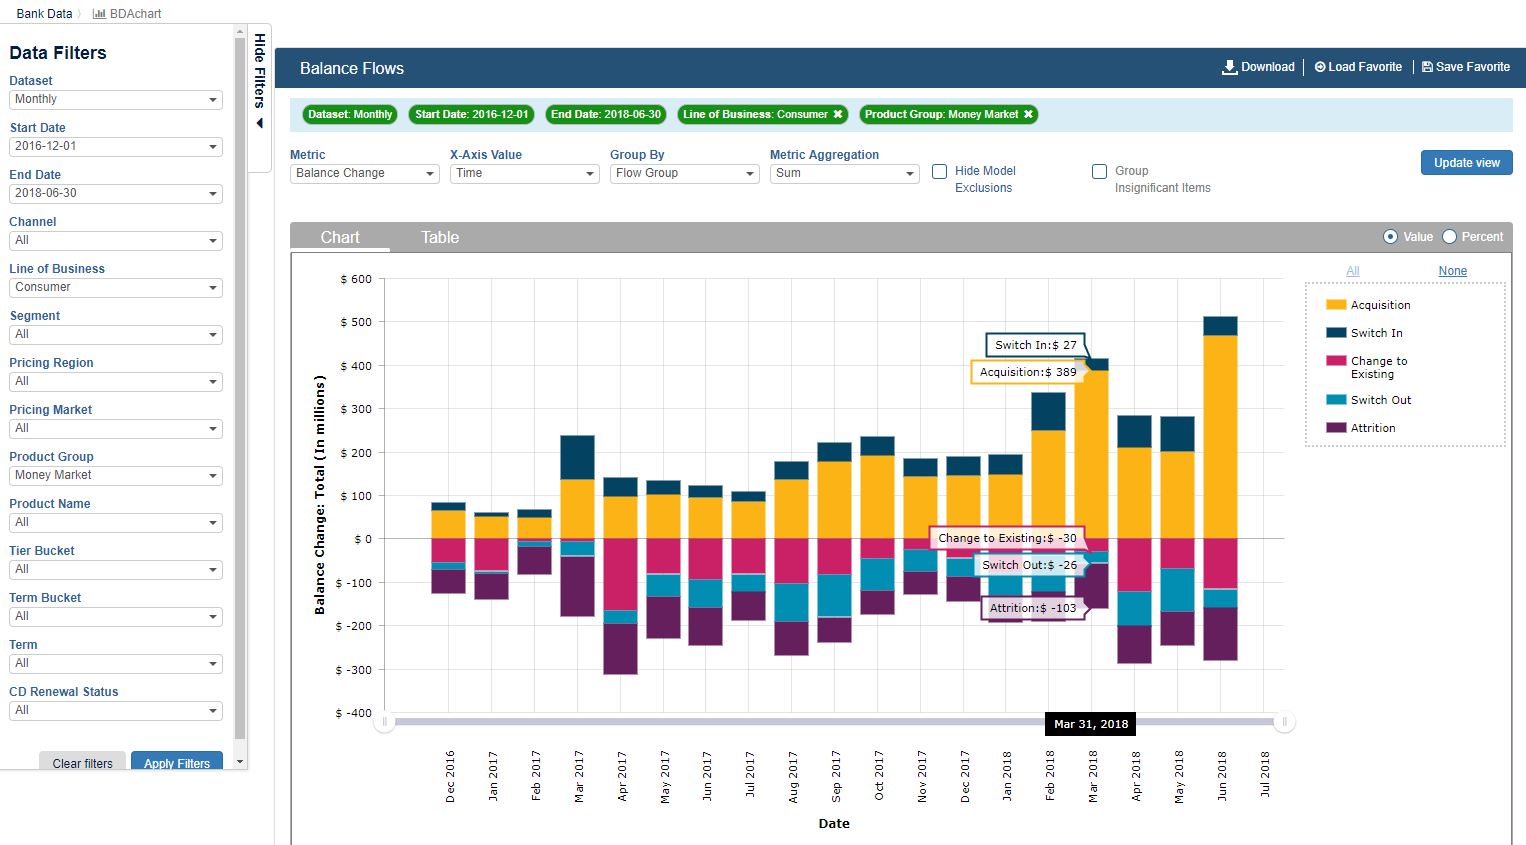 Bank Data
BDAchart
Data Filters
Hide Filters
Dataset
Monthly
Start Date
2016-12-01
End Date
2018-06-30
Channel
All
Line of Business
Consumer
Segment
All
Pricing Region
All
Pricing Market
All
Product Group
Money Market
Product Name
All
Tier Bucket
All
Term Bucket
All
Term
All
CD Renewal Status
All
Clear filters
Apply Filters
Balance Flows
Download
Load Favorite
Save Favorite
Dataset: Monthly
Start Date: 2016-12-01
End Date: 2018-06-30
Line of Business: Consumer ✖
Product Group: Money Market ✖
Metric
Balance Change
X-Axis Value
Time
Group By
Flow Group
Metric Aggregation
Sum
Hide Model
Exclusions
Group
Insignificant Items
Update view
Chart
Table
Value
Percent
All
None
Acquisition
Switch In
Change to
Existing
Switch Out
Attrition
Balance Change: Total (In millions)
$ 600
$ 500
$ 400
$ 300
$ 200
$ 100
$ 0
$ -100
$ -200
$ -300
$ -400
Switch In:$ 27
Acquisition:$ 389
Change to Existing:$ -30
Switch Out:$ -26
Attrition:$ -103
Mar 31, 2018
Dec 2016
Jan 2017
Feb 2017
Mar 2017
Apr 2017
May 2017
Jun 2017
Jul 2017
Aug 2017
Sep 2017
Oct 2017
Nov 2017
Dec 2017
Jan 2018
Feb 2018
Mar 2018
Apr 2018
May 2018
Jun 2018
Jul 2018
Date